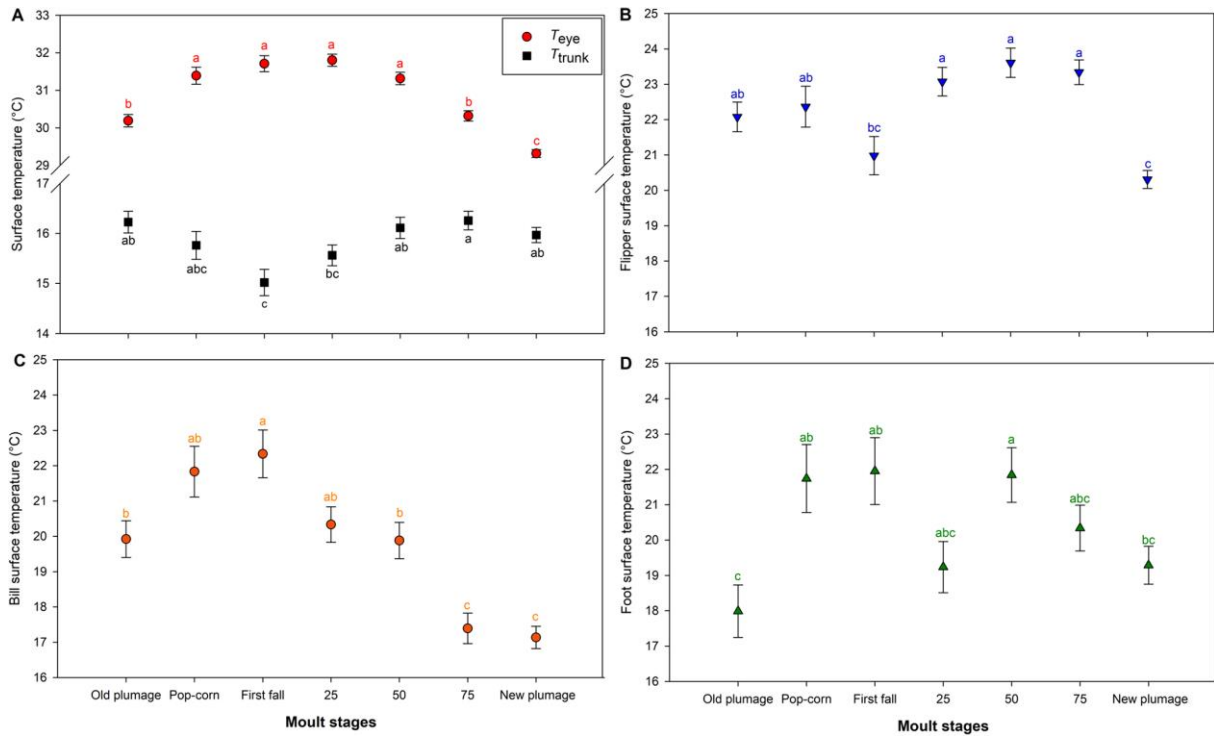 A
33
32
31
30
29
17
16
15
14
Surface temperature (°C)
T eye
T trunk
b
a
a
a
a
b
c
ab
abc
c
bc
ab
a
ab
B
25
24
23
22
21
20
19
18
17
16
Flipper surface temperature (°C)
ab
ab
bc
a
a
a
c
C
25
24
23
22
21
20
19
18
17
16
Bill surface temperature (°C)
b
ab
a
ab
b
c
c
Old plumage Pop-corn First fall 25 50 75 New plumage
Moult stages
D
25
24
23
22
21
20
19
18
17
16
Foot surface temperature (°C)
c
ab
ab
abc
a
abc
bc
Old plumage Pop-corn First fall 25 50 75 New plumage
Moult stages